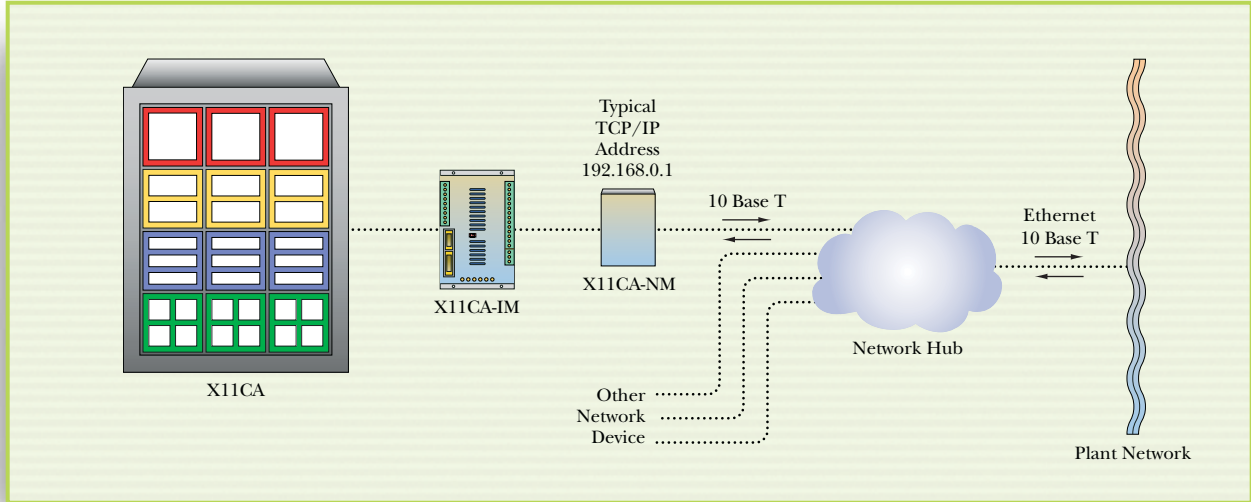 Typical
TCP/IP
Address
192.168.0.1
10 Base T
Ethernet
10 Base T
X11CA-IM
X11CA-NM
Network Hub
X11CA
Other
Network
Device
Plant Network